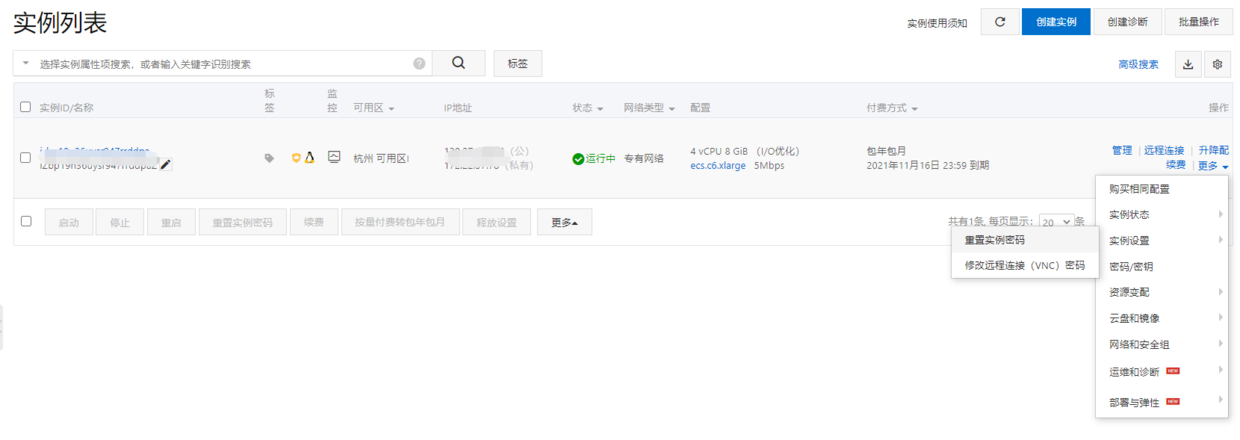 实例列表
实例使用须知 创建实例 创建诊断 批量操作
选择实例属性项搜索，或者输入关键字识别搜索 ? 标签 高级搜索
实例ID/名称 标签 监控 可用区 IP地址 状态 网络类型 配置 付费方式 操作
（公） 4 vCPU 8 GiB （I/O优化） 包年包月 管理 | 远程连接 | 升降配
杭州 可用区I 运行中 专有网络
（私有） ecs.c6.xlarge 5Mbps 2021年11月16日 23:59 到期 续费 | 更多
启动 停止 重启 重置实例密码 续费 按量付费转包年包月 释放设置 更多
共有1条, 每页显示： 20 条
重置实例密码
修改远程连接（VNC）密码
购买相同配置
实例状态
实例设置
密码/密钥
资源变配
云盘和镜像
网络和安全组
运维和诊断 NEW
部署与弹性 NEW